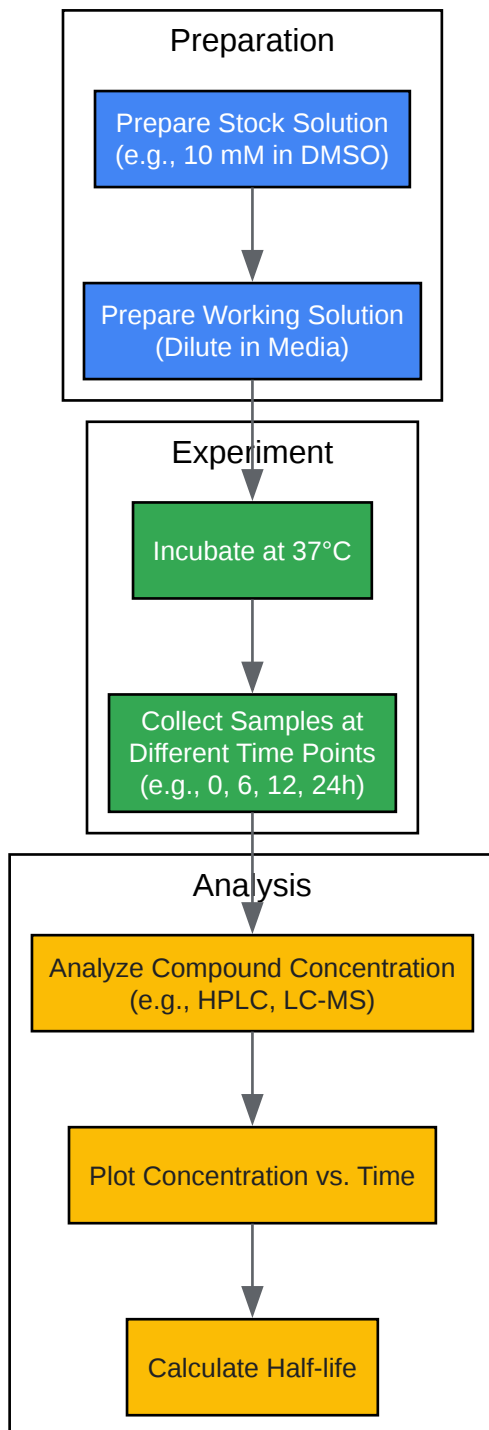 Preparation
Prepare Stock Solution
(e.g., 10 mM in DMSO)
Prepare Working Solution
(Dilute in Media)
Experiment
Incubate at 37°C
Collect Samples at
Different Time Points
(e.g., 0, 6, 12, 24h)
Analysis
Analyze Compound Concentration
(e.g., HPLC, LC-MS)
Plot Concentration vs. Time
Calculate Half-life